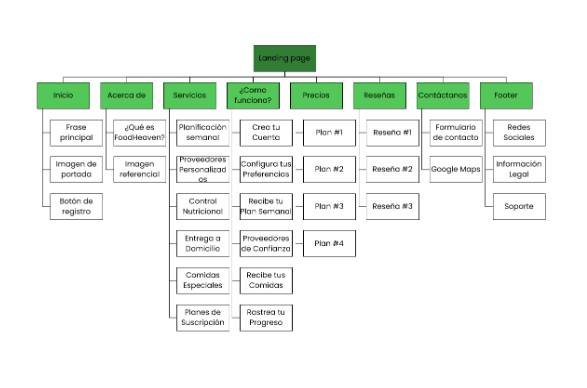 Landing page
Inicio
Acerca de
Servicios
¿Como
funciona?
Precios
Reseñas
Contáctanos
Footer
Frase
principal
¿Qué es
FoodHeaven?
Planificación
semanal
Crea tu
Cuenta
Plan #1
Reseña #1
Formulario
de contacto
Redes
Sociales
Imagen de
portada
Imagen
referencial
Proveedores
Personalizad
os
Configura tus
Preferencias
Plan #2
Reseña #2
Google Maps
Información
Legal
Botón de
registro
Control
Nutricional
Recibe tu
Plan Semanal
Plan #3
Reseña #3
Soporte
Entrega a
Domicilio
Proveedores
de Confianza
Plan #4
Comidas
Especiales
Recibe tus
Comidas
Planes de
Suscripción
Rastrea tu
Progreso